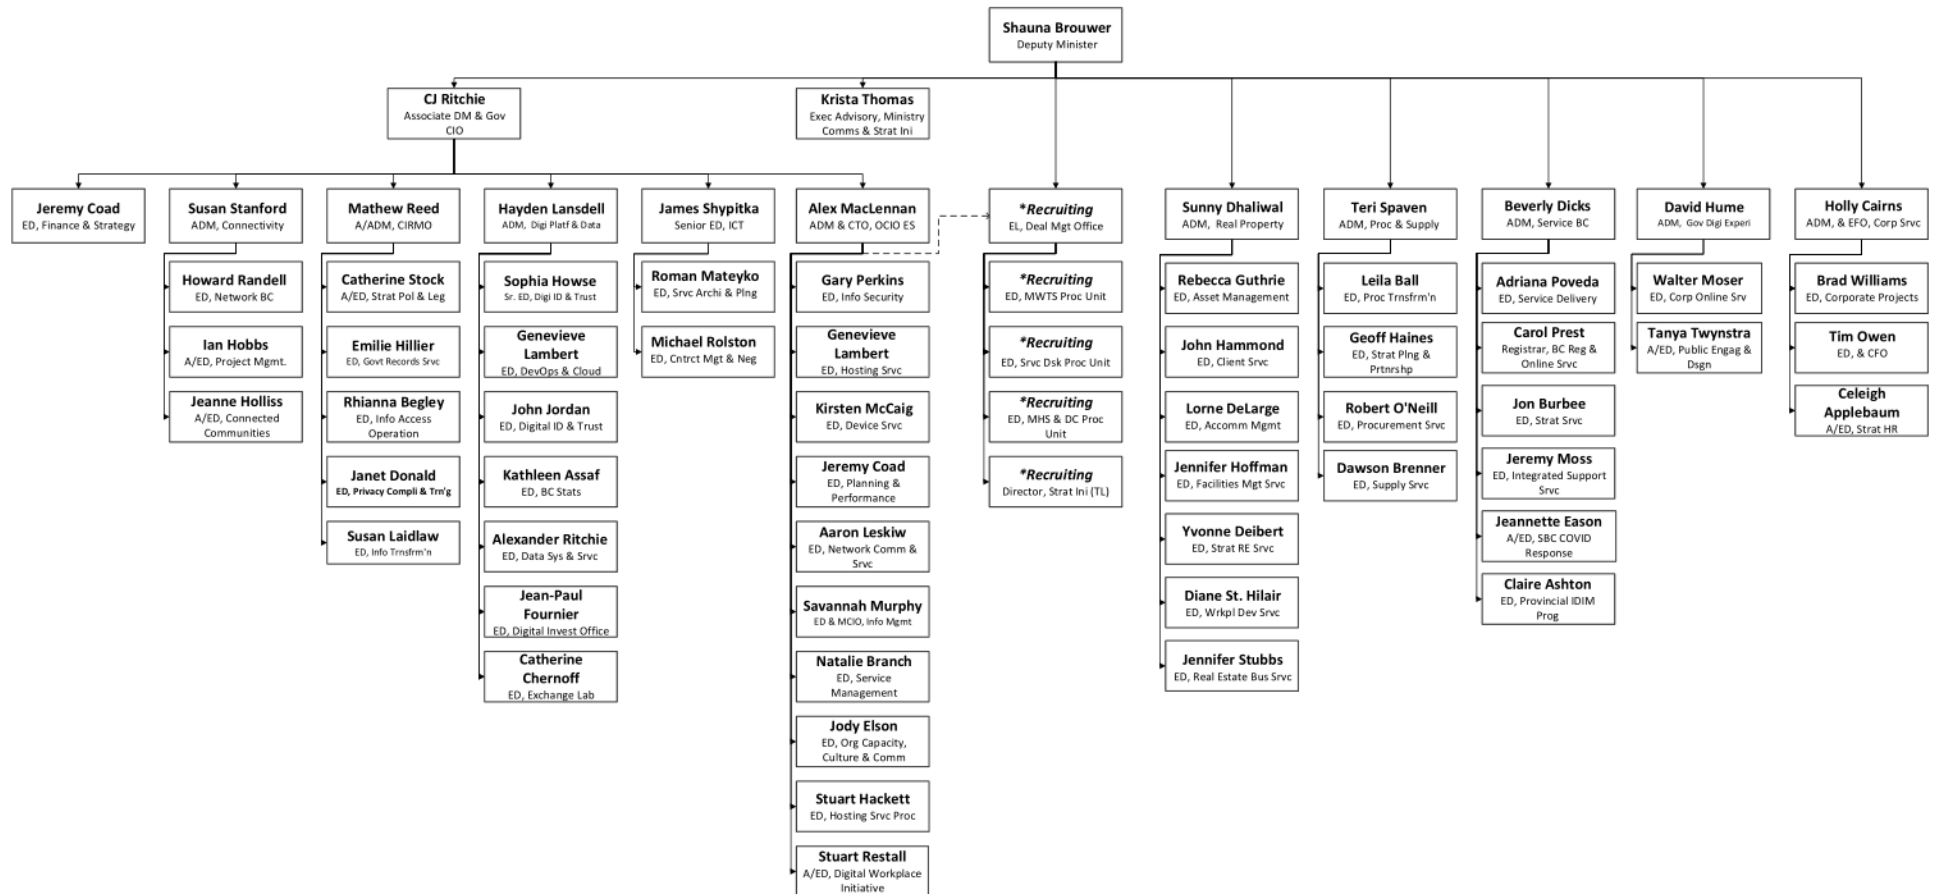 Shauna Brouwer
Deputy Minister
CJ Ritchie
Associate DM & Gov
CIO
Krista Thomas
Exec Advisory, Ministry
Comms & Strat Ini
Jeremy Coad
ED, Finance & Strategy
Susan Stanford
ADM, Connectivity
Howard Randell
ED, Network BC
Ian Hobbs
A/ED, Project Mgmt.
Jeanne Holliss
A/ED, Connected
Communities
Mathew Reed
A/ADM, CIRMO
Catherine Stock
A/ED, Strat Pol & Leg
Emilie Hillier
ED, Govt Records Srvc
Rhianna Begley
ED, Info Access
Operation
Janet Donald
ED, Privacy Compli & Trn'g
Susan Laidlaw
ED, Info Trnsfrm'n
Hayden Lansdell
ADM, Digi Platf & Data
Sophia Howse
Sr. ED, Digi ID & Trust
Genevieve
Lambert
ED, DevOps & Cloud
John Jordan
ED, Digital ID & Trust
Kathleen Assaf
ED, BC Stats
Alexander Ritchie
ED, Data Sys & Srvc
Jean-Paul
Fournier
ED, Digital Invest Office
Catherine
Chernoff
ED, Exchange Lab
James Shypitka
Senior ED, ICT
Roman Mateyko
ED, Srvc Archi & Plng
Michael Rolston
ED, Cntrct Mgt & Neg
Alex MacLennan
ADM & CTO, OCIO ES
Gary Perkins
ED, Info Security
Genevieve
Lambert
ED, Hosting Srvc
Kirsten McCaig
ED, Device Srvc
Jeremy Coad
ED, Planning &
Performance
Aaron Leskiw
ED, Network Comm &
Srvc
Savannah Murphy
ED & MCIO, Info Mgmt
Natalie Branch
ED, Service
Management
Jody Elson
ED, Org Capacity,
Culture & Comm
Stuart Hackett
ED, Hosting Srvc Proc
Stuart Restall
A/ED, Digital Workplace
Initiative
*Recruiting
EL, Deal Mgt Office
*Recruiting
ED, MWTS Proc Unit
*Recruiting
ED, Srvc Dsk Proc Unit
*Recruiting
ED, MHS & DC Proc
Unit
*Recruiting
Director, Strat Ini (TL)
Sunny Dhaliwal
ADM, Real Property
Rebecca Guthrie
ED, Asset Management
John Hammond
ED, Client Srvc
Lorne DeLarge
ED, Accomm Mgmt
Jennifer Hoffman
ED, Facilities Mgt Srvc
Yvonne Deibert
ED, Strat RE Srvc
Diane St. Hilair
ED, Wrkpl Dev Srvc
Jennifer Stubbs
ED, Real Estate Bus Srvc
Teri Spaven
ADM, Proc & Supply
Leila Ball
ED, Proc Trnsfrm'n
Geoff Haines
ED, Strat Plng &
Prtnrshp
Robert O'Neill
ED, Procurement Srvc
Dawson Brenner
ED, Supply Srvc
Beverly Dicks
ADM, Service BC
Adriana Poveda
ED, Service Delivery
Carol Prest
Registrar, BC Reg &
Online Srvc
Jon Burbee
ED, Strat Srvc
Jeremy Moss
ED, Integrated Support
Srvc
Jeannette Eason
A/ED, SBC COVID
Response
Claire Ashton
ED, Provincial IDIM
Prog
David Hume
ADM, Gov Digi Experi
Walter Moser
ED, Corp Online Srv
Tanya Twynstra
A/ED, Public Engag &
Dsgn
Holly Cairns
ADM, & EFO, Corp Srvc
Brad Williams
ED, Corporate Projects
Tim Owen
ED, & CFO
Celeigh
Applebaum
A/ED, Strat HR